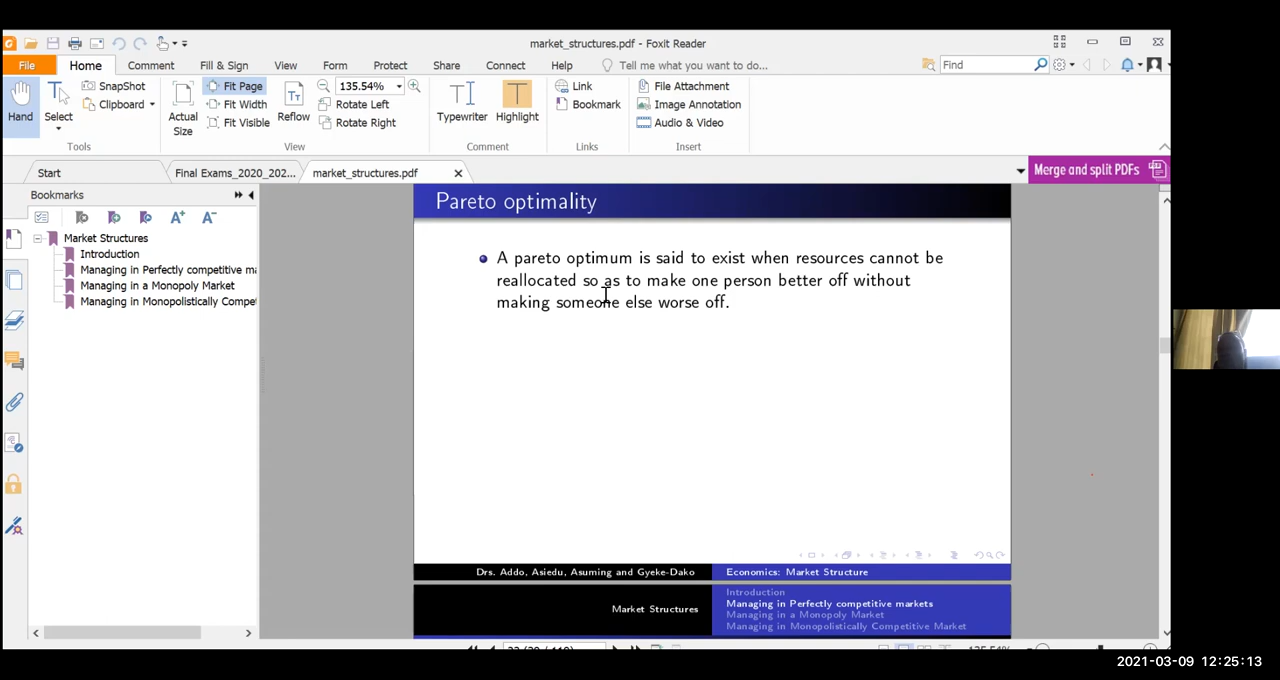 market_structures.pdf - Foxit Reader
File Home Comment Fill & Sign View Form Protect Share Connect Help Tell me what you want to do... Find
Hand
Select
SnapShot
Clipboard
Tools
Actual Size
Fit Page
Fit Width
Fit Visible
Reflow
135.54%
Rotate Left
Rotate Right
View
Typewriter
Highlight
Comment
Link
Bookmark
Links
File Attachment
Image Annotation
Audio & Video
Insert
Start Final Exams_2020_202... market_structures.pdf Merge and split PDFs
Bookmarks
Market Structures
Introduction
Managing in Perfectly competitive ma
Managing in a Monopoly Market
Managing in Monopolistically Compet
Pareto optimality
A pareto optimum is said to exist when resources cannot be
reallocated so as to make one person better off without
making someone else worse off.
Drs. Addo, Asiedu, Asuming and Gyeke-Dako Economics: Market Structure
Market Structures
Introduction
Managing in Perfectly competitive markets
Managing in a Monopoly Market
Managing in Monopolistically Competitive Market
135.54%
2021-03-09 12:25:13